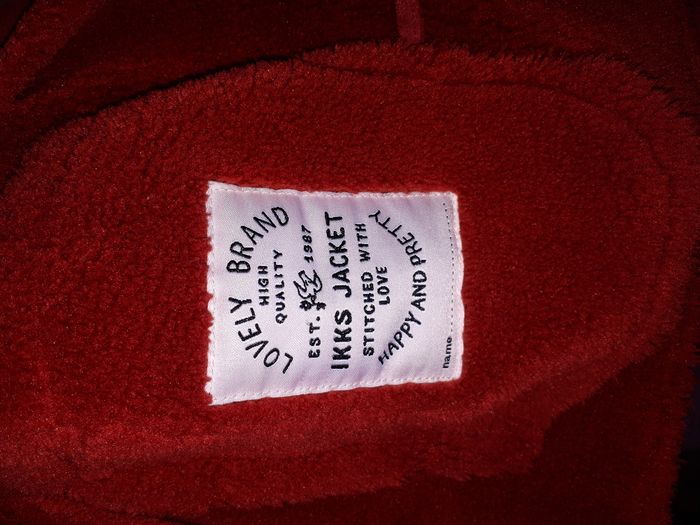 LOVELY BRAND
HIGH
QUALITY
EST. 1987
IKKS JACKET
STITCHED WITH
LOVE
HAPPY AND PRETTY
name